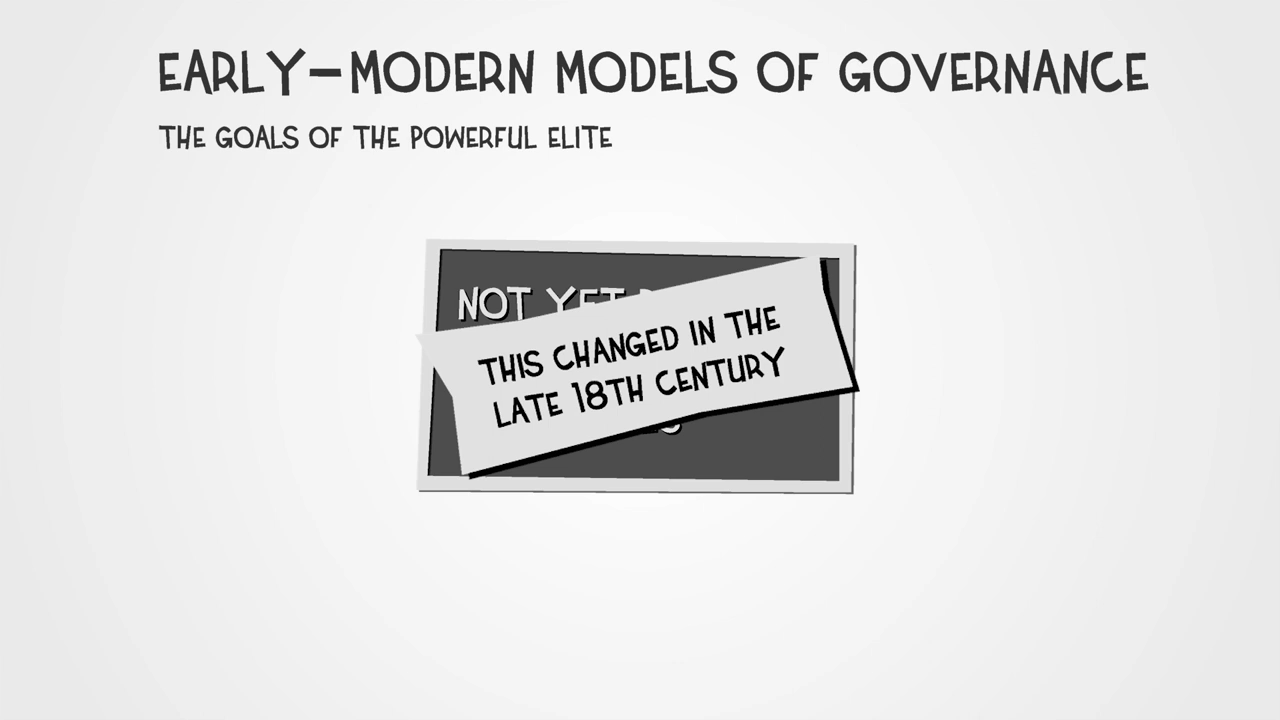 EARLY-MODERN MODELS OF GOVERNANCE
THE GOALS OF THE POWERFUL ELITE
NOT YET
THIS CHANGED IN THE
LATE 18TH CENTURY